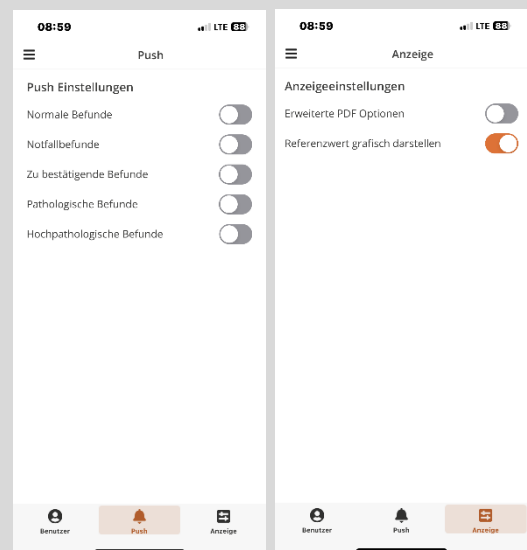 08:59
LTE 88
Push
Push Einstellungen
Normale Befunde
Notfallbefunde
Zu bestätigende Befunde
Pathologische Befunde
Hochpathologische Befunde
Benutzer
Push
Anzeige
08:59
LTE 88
Anzeige
Anzeigeeinstellungen
Erweiterte PDF Optionen
Referenzwert grafisch darstellen
Benutzer
Push
Anzeige